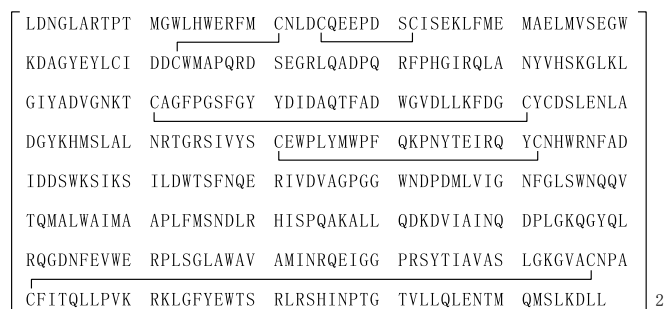 LDNGLARTPT MGWLHWERFM CNLDCQEEPD SCISEKLFME MAELMVSEGW
KDAGYEYLCI DDCWMAPQRD SEGRLQADPQ RFPHGIRQLA NYVHSKGLKL
GIYADVGNKT CAGFPGSFGY YDIDAQTFAD WGVDLLKFDG CYCDSLENLA
DGYKHMSLAL NRTGRSIVYS CEWPLYMWPF QKPNYTEIRQ YCNHWRNFAD
IDDSWKSIKS ILDWTSFNQE RIVDVAGPGG WNDPDMLVIG NFGLSWNQQV
TQMALWAIMA APLFMSNDLR HISPQAKALL QDKDVIAINQ DPLGKQGYQL
RQGDNFEVWE RPLSGLAWAV AMINRQEIGG PRSYTIAVAS LGKGVACNPA
CFITQLLPVK RKLGFYEWTS RLRSHINPTG TVLLQLENTM QMSLKDLL 2